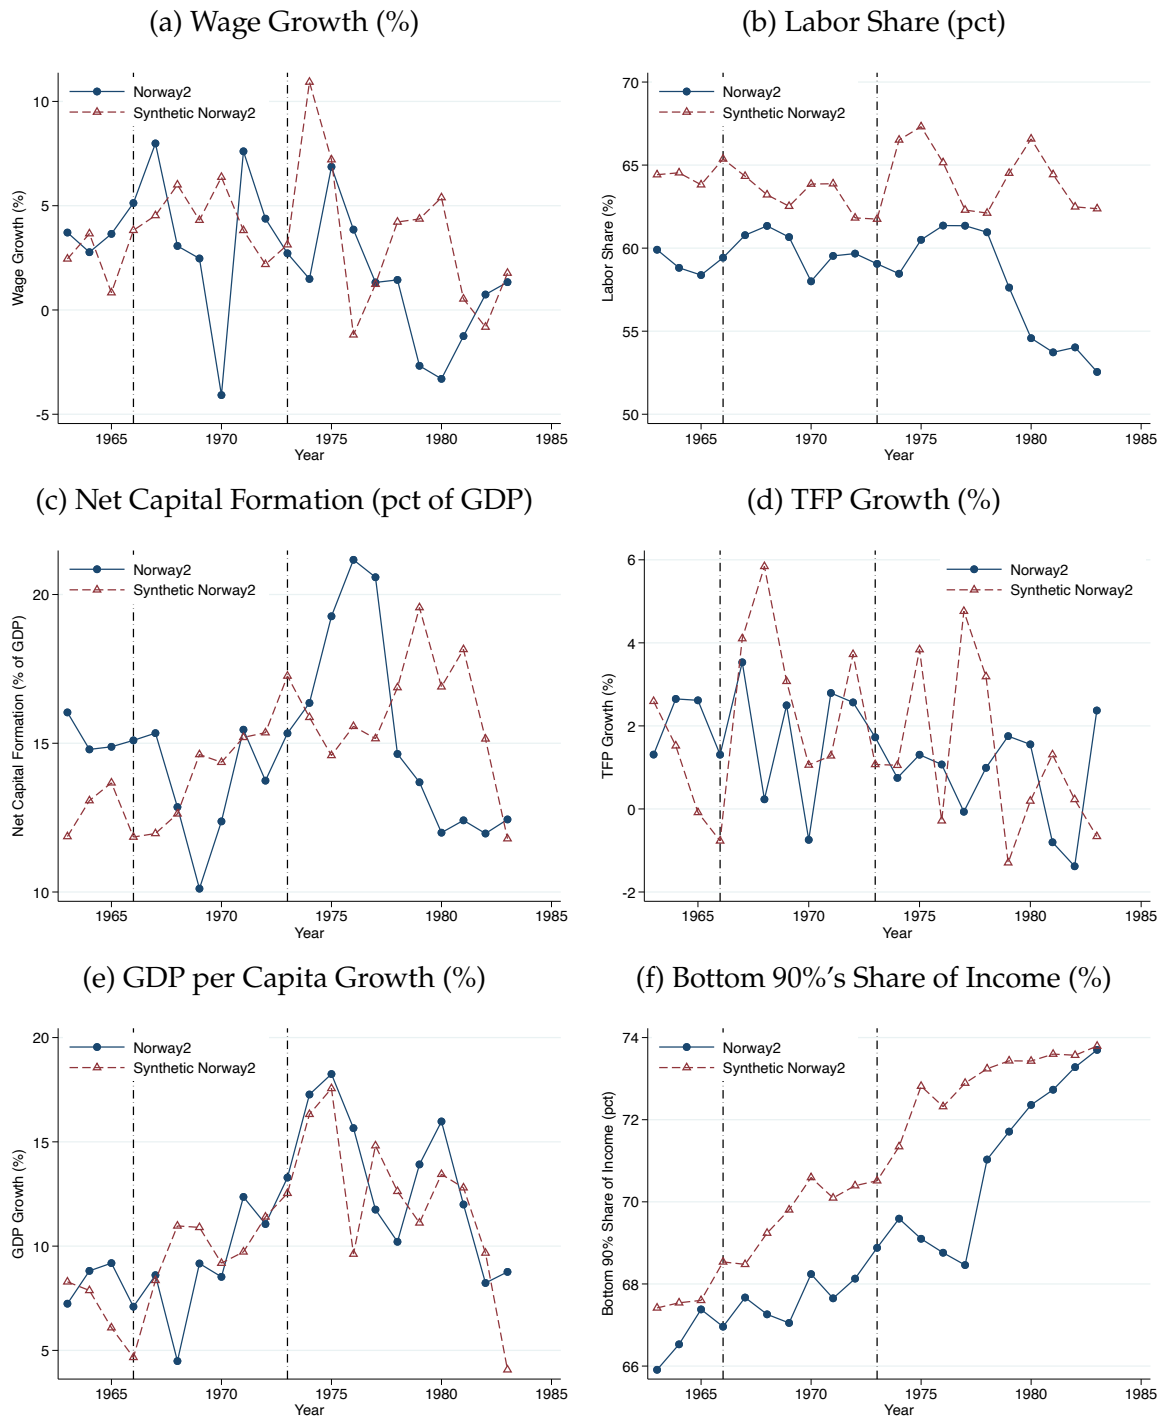 (a) Wage Growth (%)
Norway2
Synthetic Norway2
Wage Growth (%)
10
5
0
-5
1965 1970 1975 1980 1985
Year
(b) Labor Share (pct)
Norway2
Synthetic Norway2
Labor Share (%)
70
65
60
55
50
1965 1970 1975 1980 1985
Year
(c) Net Capital Formation (pct of GDP)
Norway2
Synthetic Norway2
Net Capital Formation (% of GDP)
20
15
10
1965 1970 1975 1980 1985
Year
(d) TFP Growth (%)
Norway2
Synthetic Norway2
TFP Growth (%)
6
4
2
0
-2
1965 1970 1975 1980 1985
Year
(e) GDP per Capita Growth (%)
Norway2
Synthetic Norway2
GDP Growth (%)
20
15
10
5
1965 1970 1975 1980 1985
Year
(f) Bottom 90%'s Share of Income (%)
Norway2
Synthetic Norway2
Bottom 90% Share of Income (pct)
74
72
70
68
66
1965 1970 1975 1980 1985
Year